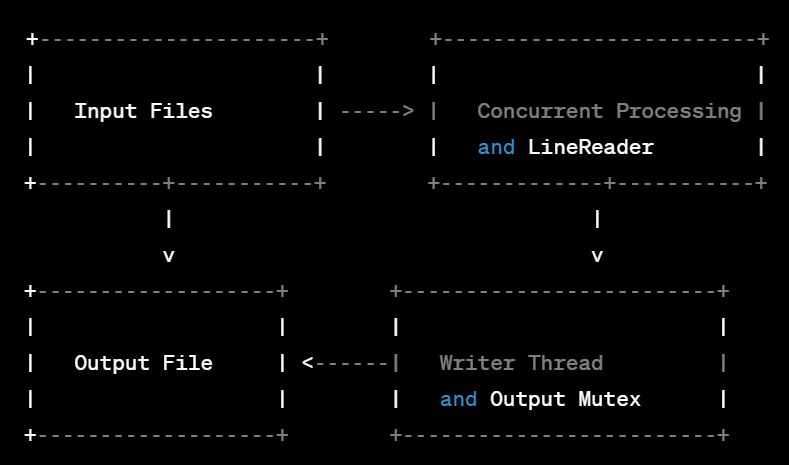 +----------------------+        +--------------------------+
|                      |        |                          |
|   Input Files        | -----> |   Concurrent Processing |
|                      |        |   and LineReader        |
+----------+-----------+        +-------------+-----------+
           |                                  |
           v                                  v
+-------------------+        +-------------------------+
|                   |        |                         |
|   Output File     | <------|   Writer Thread         |
|                   |        |   and Output Mutex      |
+-------------------+        +-------------------------+